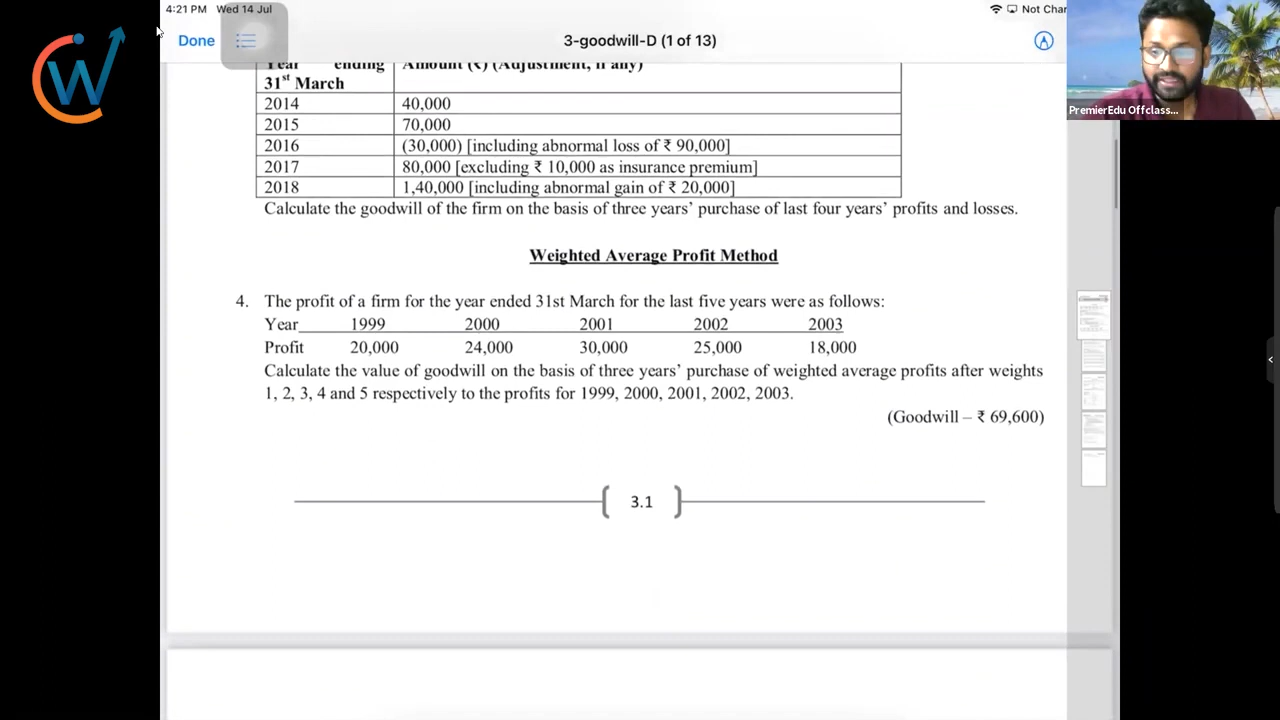 4:21 PM Wed 14 Jul
Not Char
Done
3-goodwill-D (1 of 13)
PremierEdu Offclass...
Year ending Amount (₹) (Adjustment, if any)
31st March
2014 40,000
2015 70,000
2016 (30,000) [including abnormal loss of ₹ 90,000]
2017 80,000 [excluding ₹ 10,000 as insurance premium]
2018 1,40,000 [including abnormal gain of ₹ 20,000]
Calculate the goodwill of the firm on the basis of three years' purchase of last four years' profits and losses.
Weighted Average Profit Method
4. The profit of a firm for the year ended 31st March for the last five years were as follows:
Year 1999 2000 2001 2002 2003
Profit 20,000 24,000 30,000 25,000 18,000
Calculate the value of goodwill on the basis of three years' purchase of weighted average profits after weights
1, 2, 3, 4 and 5 respectively to the profits for 1999, 2000, 2001, 2002, 2003.
(Goodwill – ₹ 69,600)
3.1